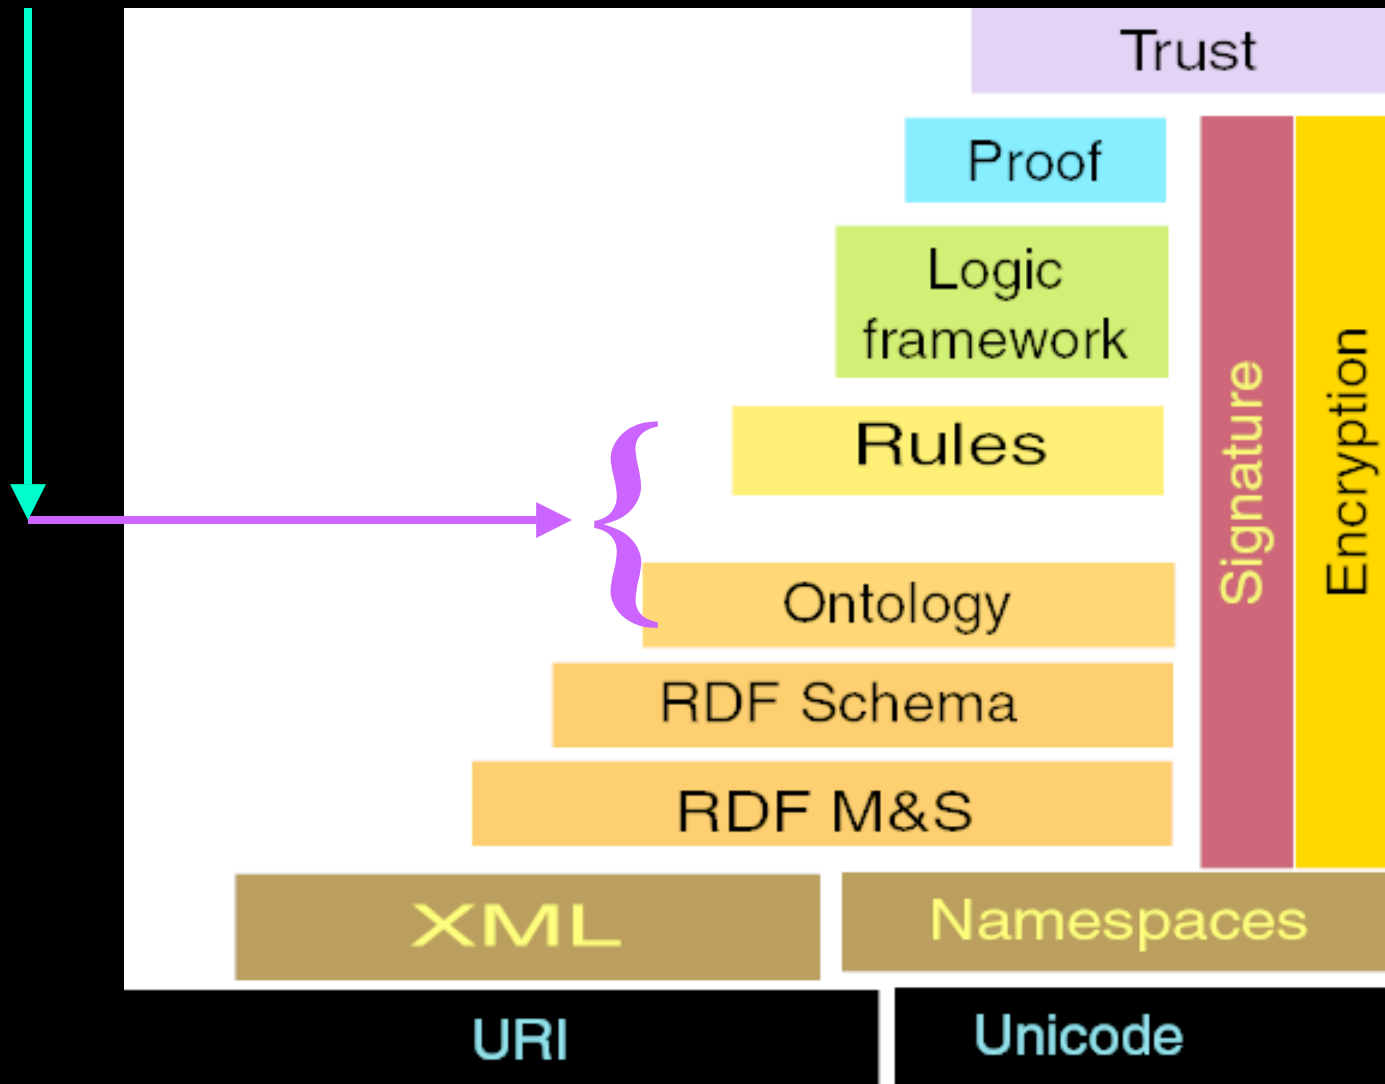 Trust
Proof
Logic
framework
Rules
Signature
Encryption
Ontology
RDF Schema
RDF M&S
XML
Namespaces
URI
Unicode